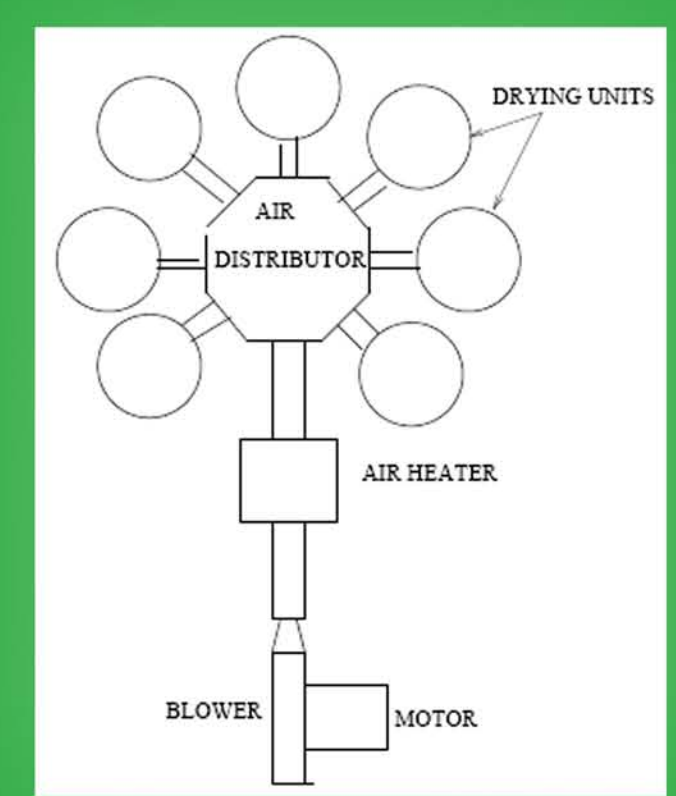 DRYING UNITS
AIR
DISTRIBUTOR
AIR HEATER
BLOWER
MOTOR